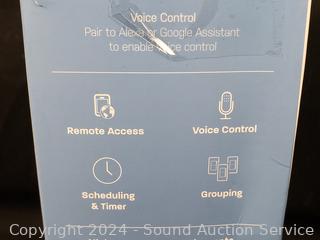 Voice Control
Pair to Alexa or Google Assistant
to enable voice control
Remote Access
Voice Control
Scheduling
& Timer
Grouping
Copyright 2024 - Sound Auction Service